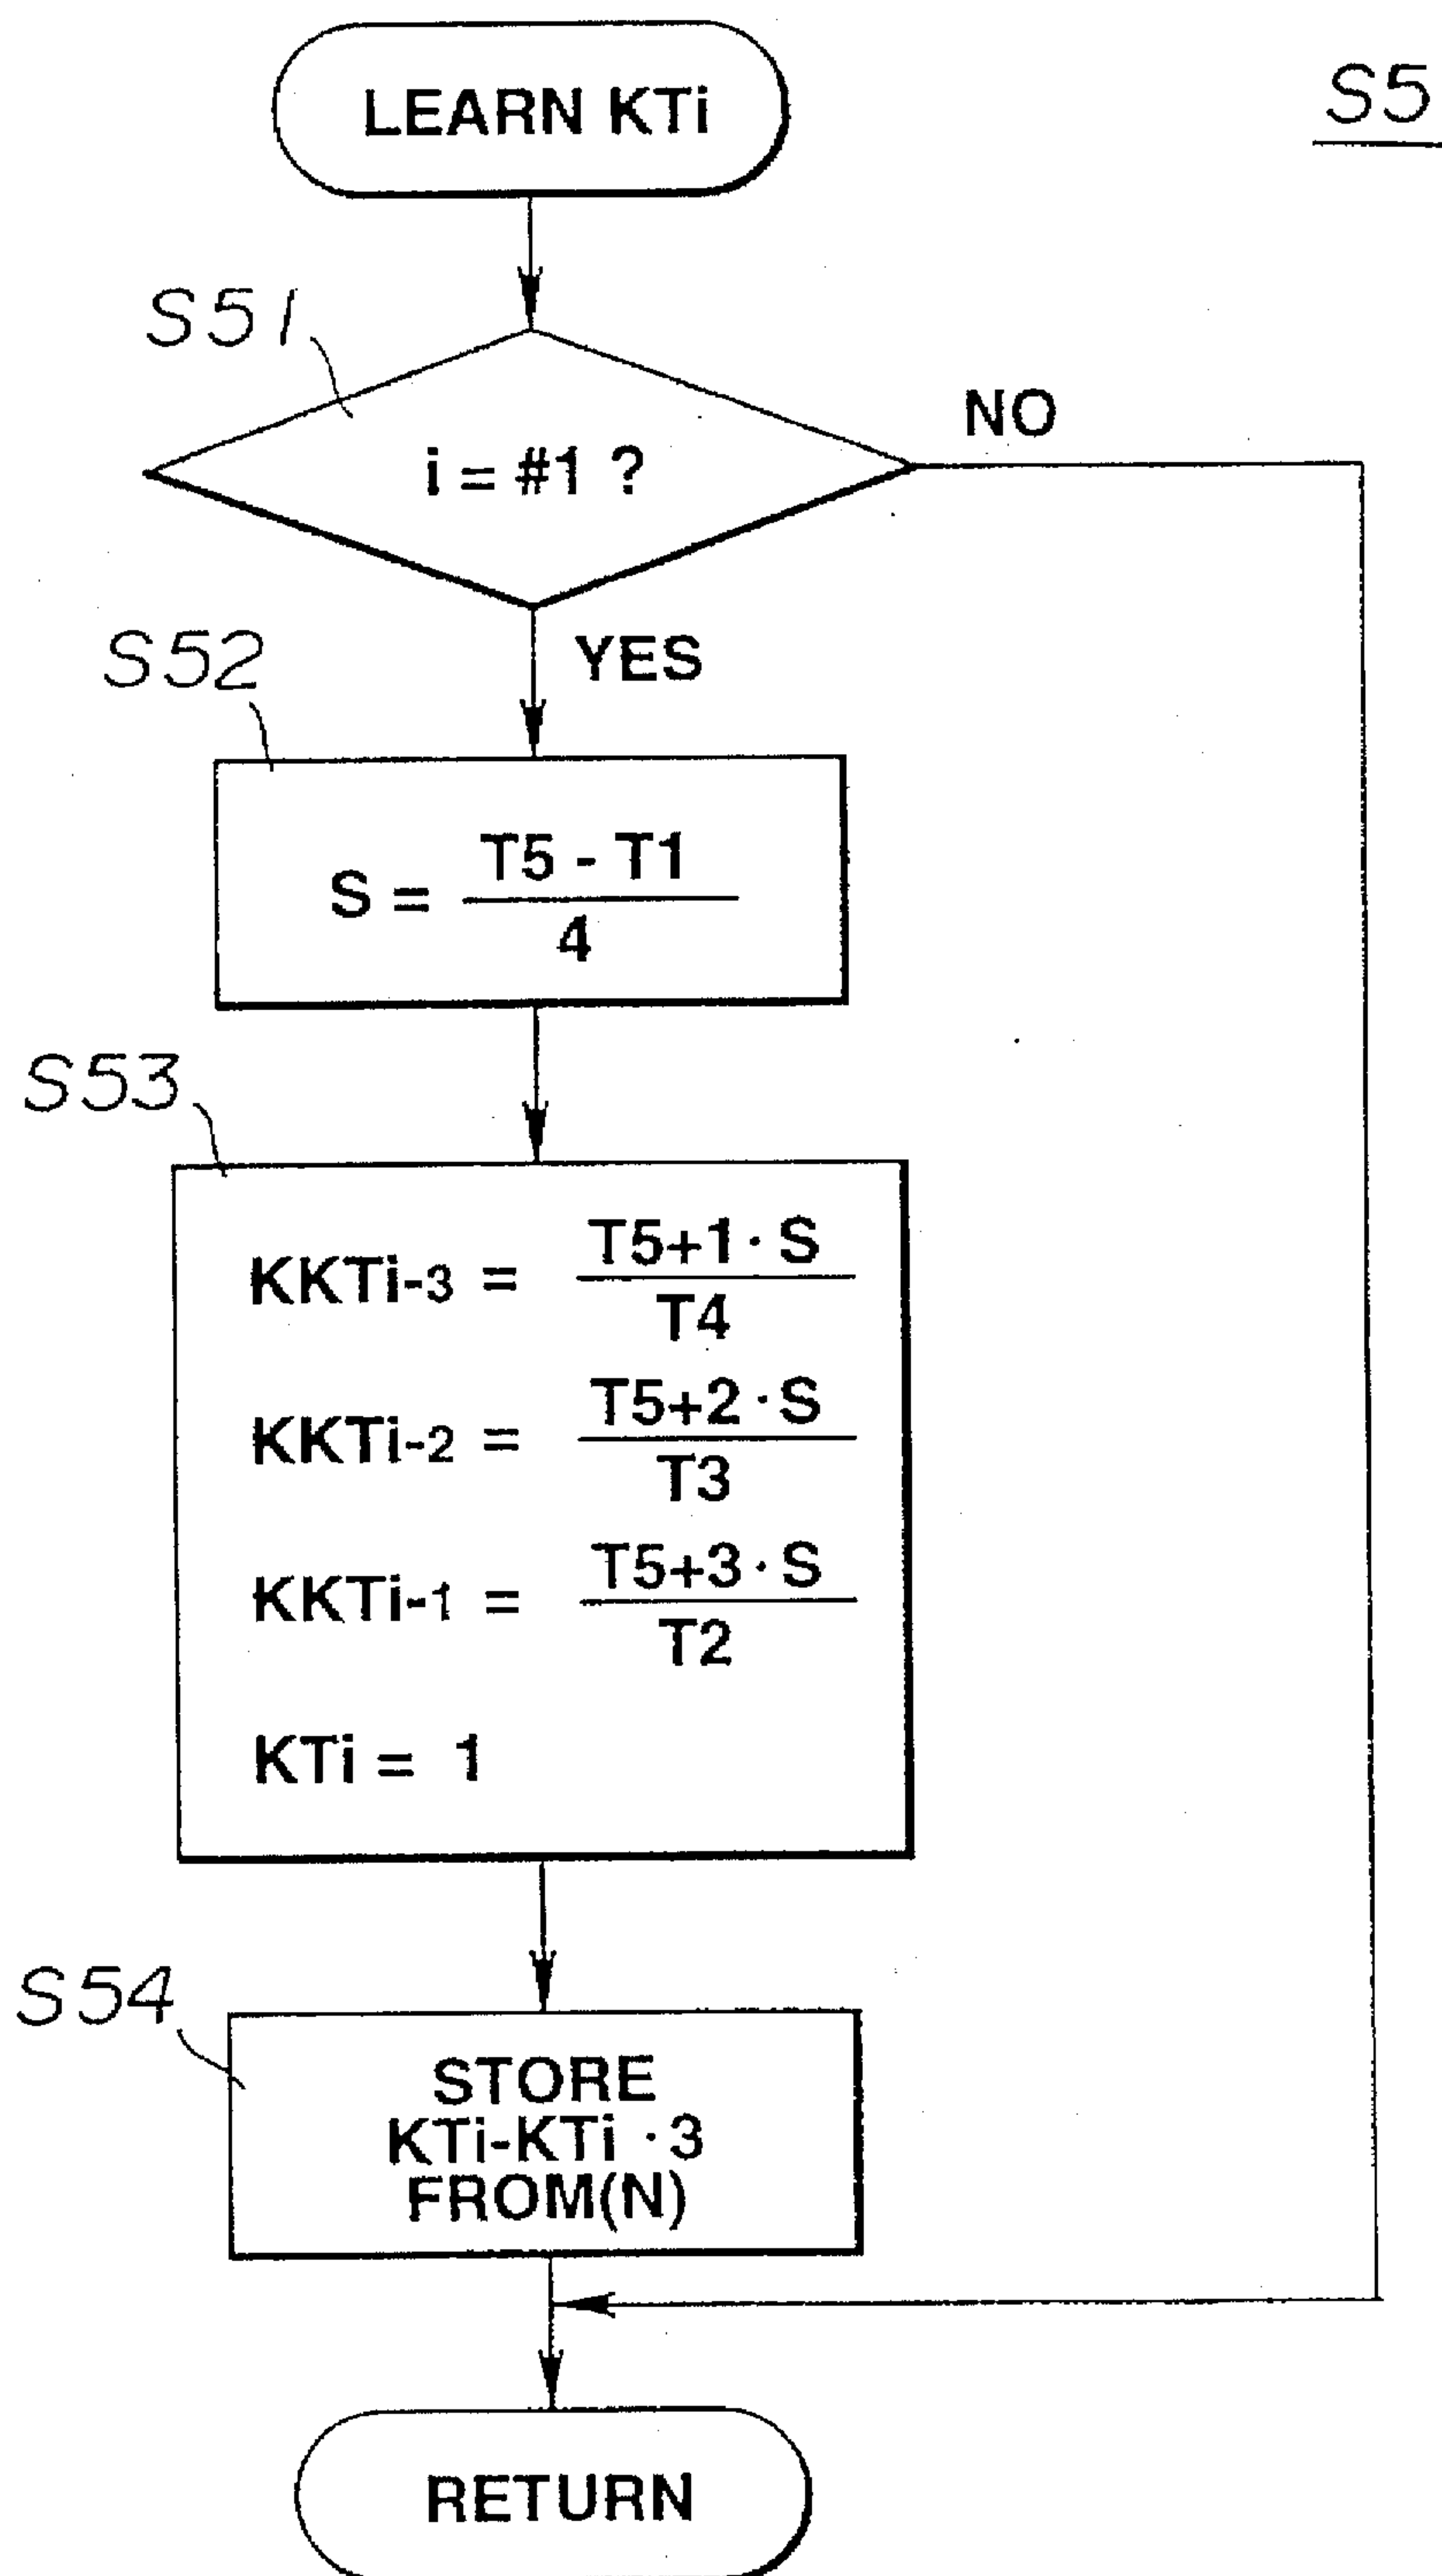 LEARN KTi
S5
S51
i = #1 ?
NO
S52
YES
S = T5 - T1 / 4
S53
KKTi-3 = T5+1·S / T4
KKTi-2 = T5+2·S / T3
KKTi-1 = T5+3·S / T2
KTi = 1
S54
STORE
KTi-KTi·3
FROM(N)
RETURN